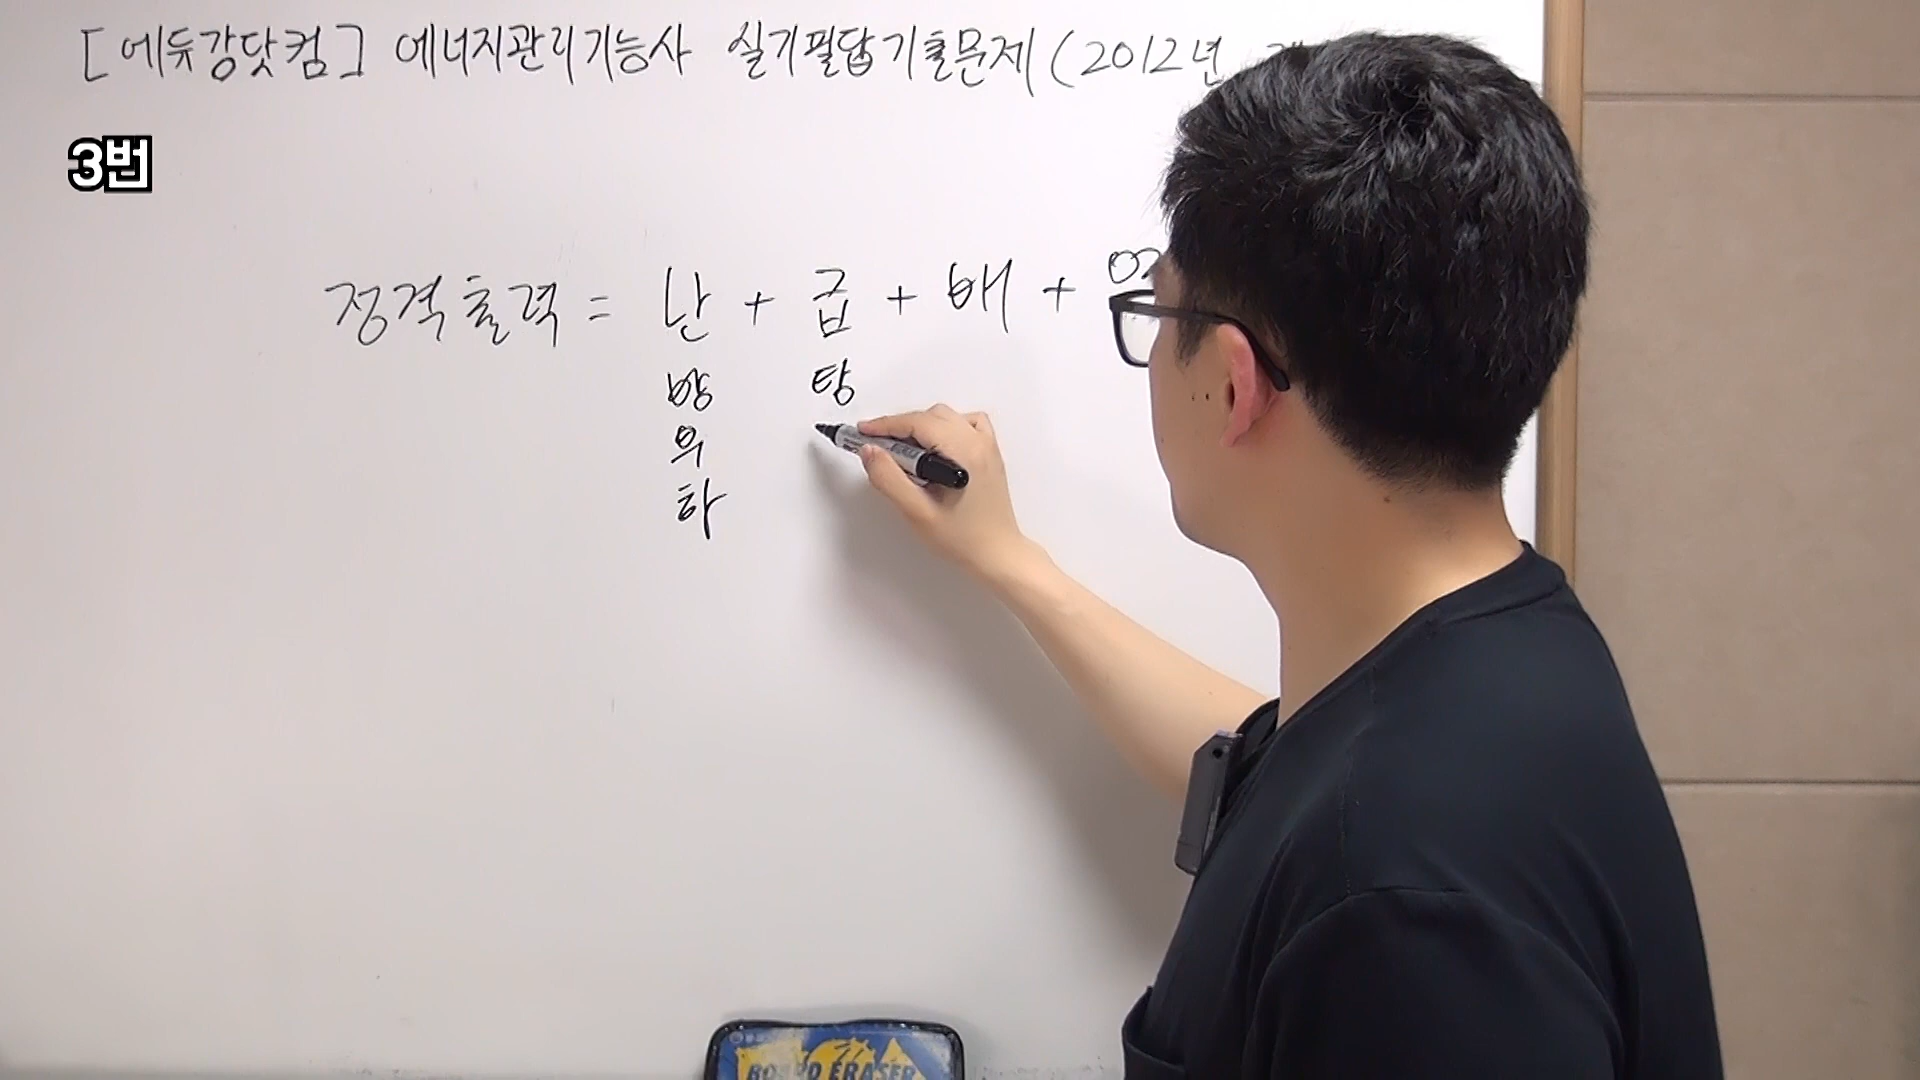 [에듀강닷컴] 에너지관리기능사 실기필답기출문제(2012년
3번
정격출력 = 난 + 급 + 배 +
방 탕
의
하
BOARD ERASER